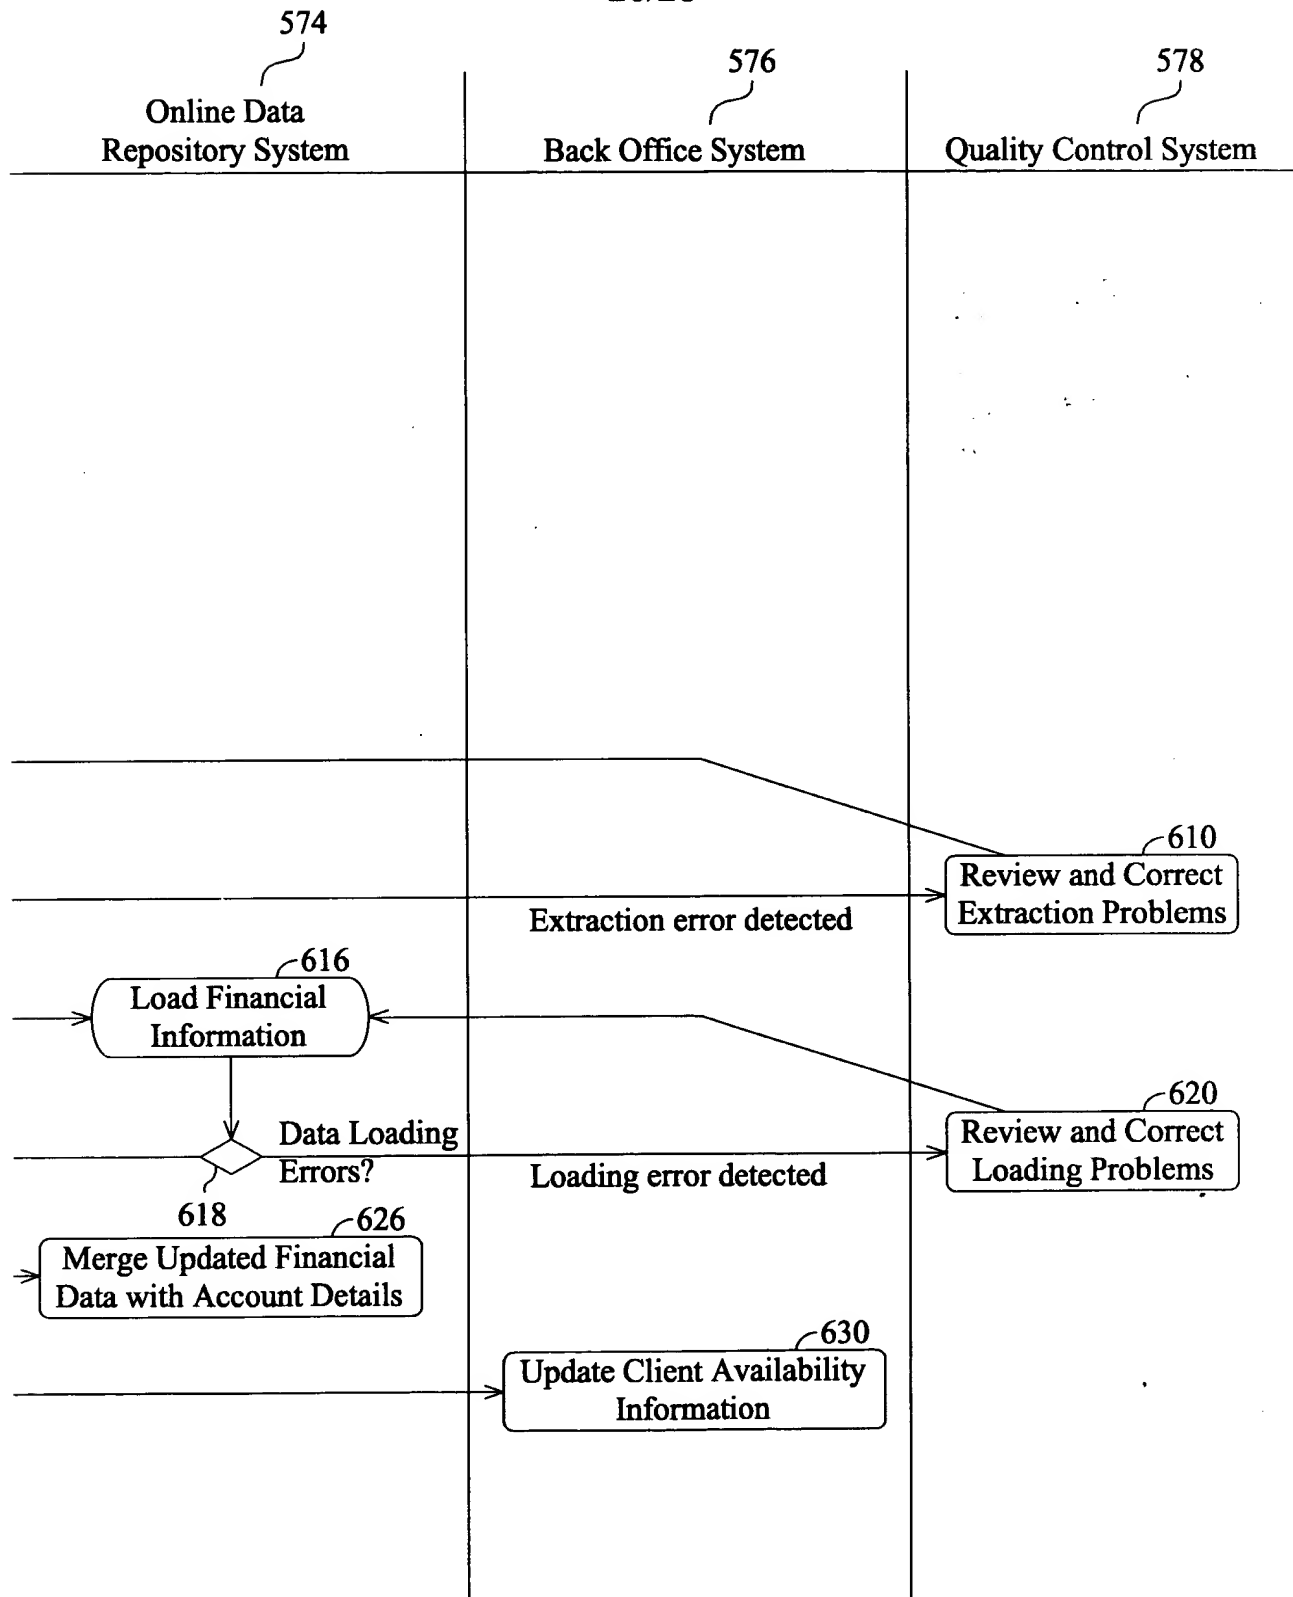 574
576
578
Online Data
Repository System
Back Office System
Quality Control System
610
Review and Correct
Extraction Problems
Extraction error detected
616
Load Financial
Information
620
Review and Correct
Loading Problems
Data Loading
Errors?
Loading error detected
618
626
Merge Updated Financial
Data with Account Details
630
Update Client Availability
Information